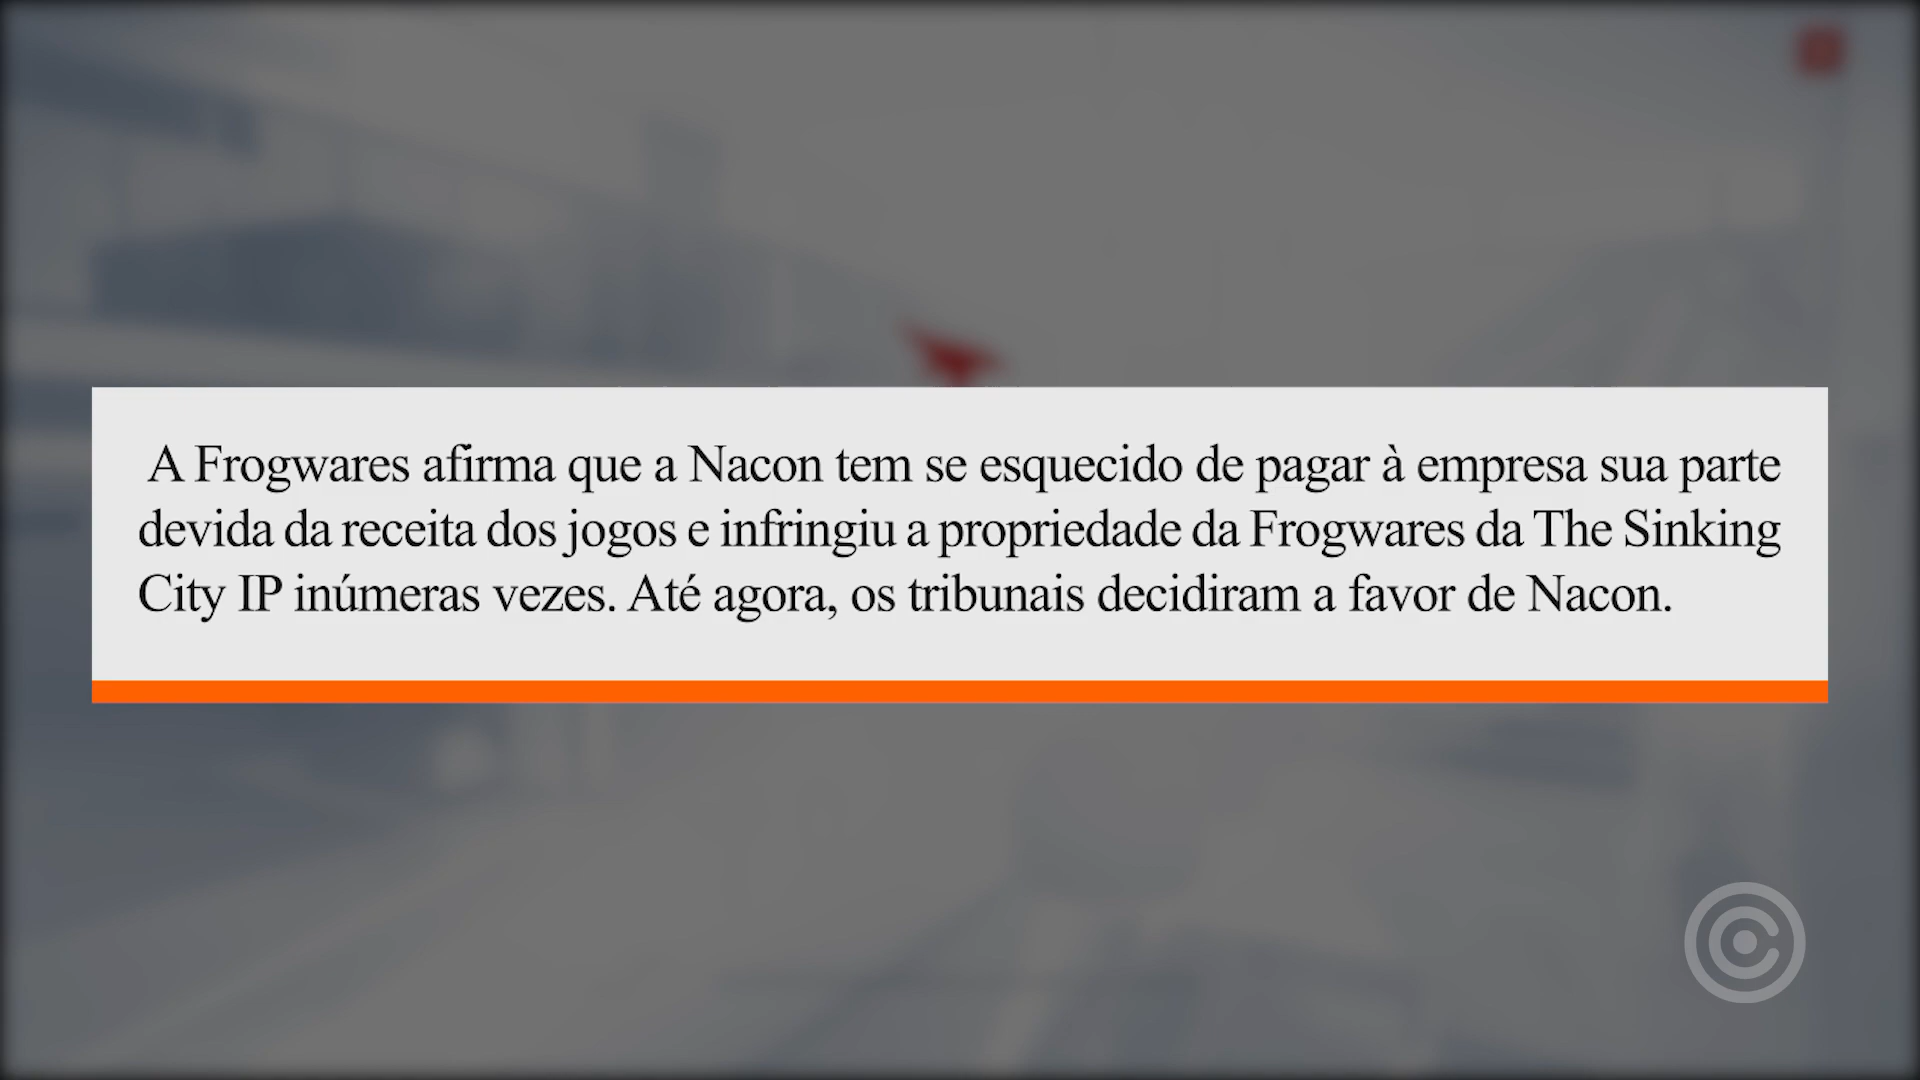 A Frogwares afirma que a Nacon tem se esquecido de pagar à empresa sua parte
devida da receita dos jogos e infringiu a propriedade da Frogwares da The Sinking
City IP inúmeras vezes. Até agora, os tribunais decidiram a favor de Nacon.